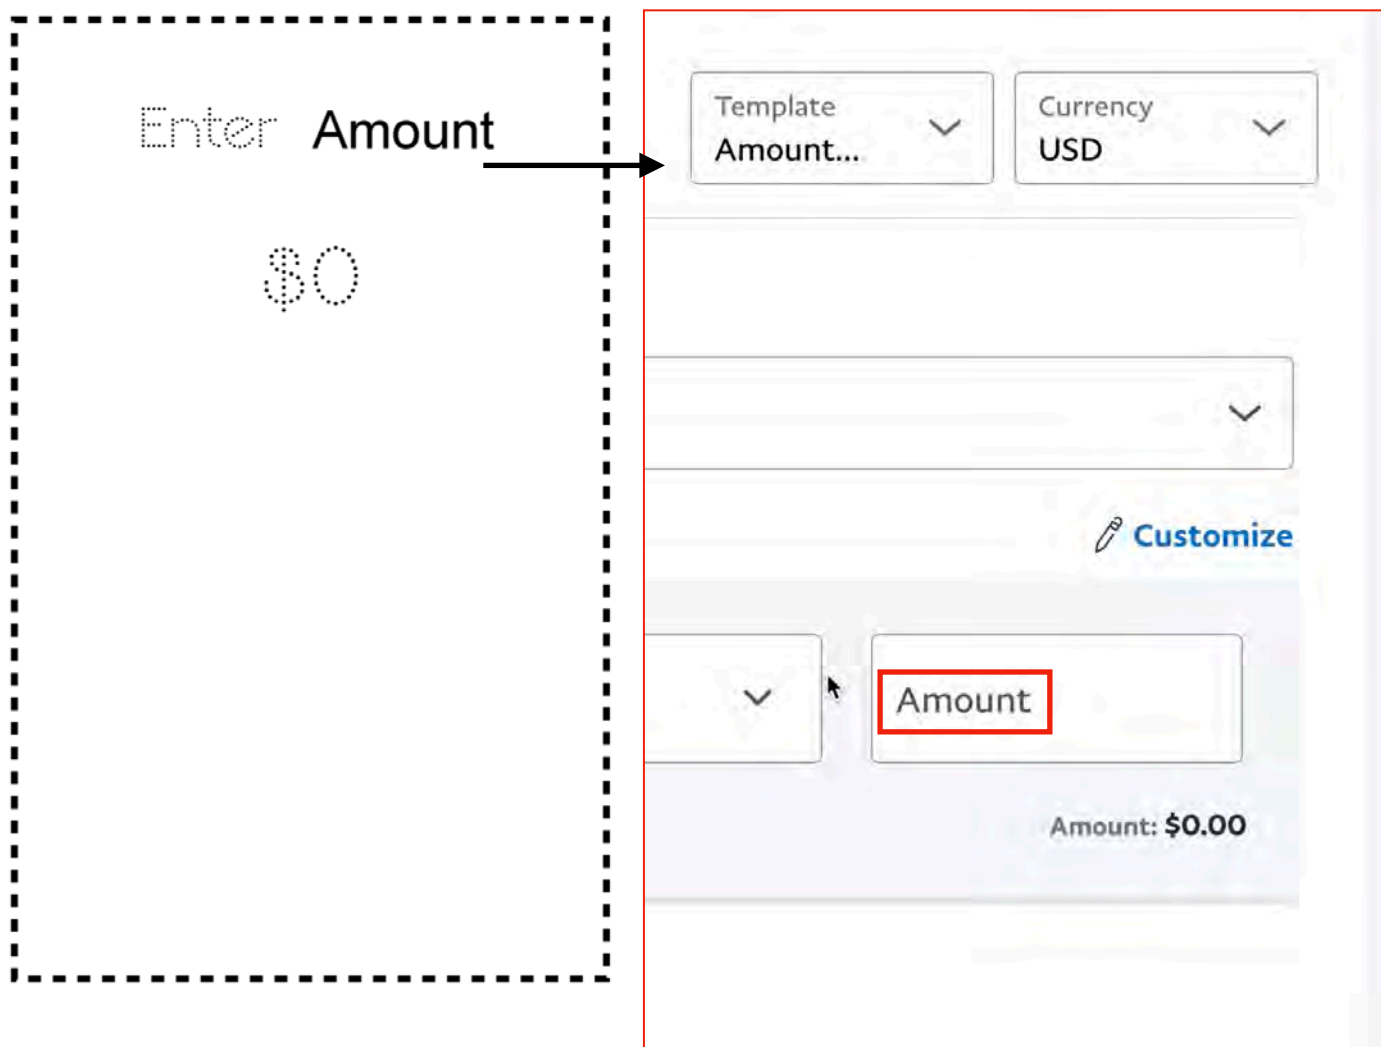 Enter Amount
$0
Template
Amount...
Currency
USD
Customize
Amount
Amount: $0.00